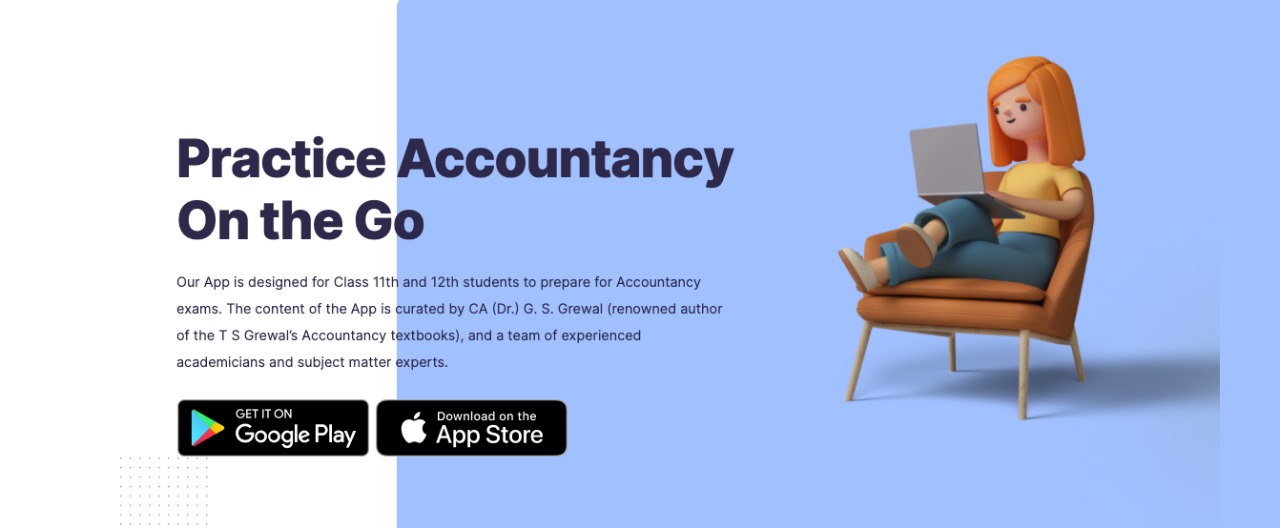 Practice Accountancy
On the Go
Our App is designed for Class 11th and 12th students to prepare for Accountancy
exams. The content of the App is curated by CA (Dr.) G. S. Grewal (renowned author
of the T S Grewal’s Accountancy textbooks), and a team of experienced
academicians and subject matter experts.
GET IT ON
Google Play
Download on the
App Store